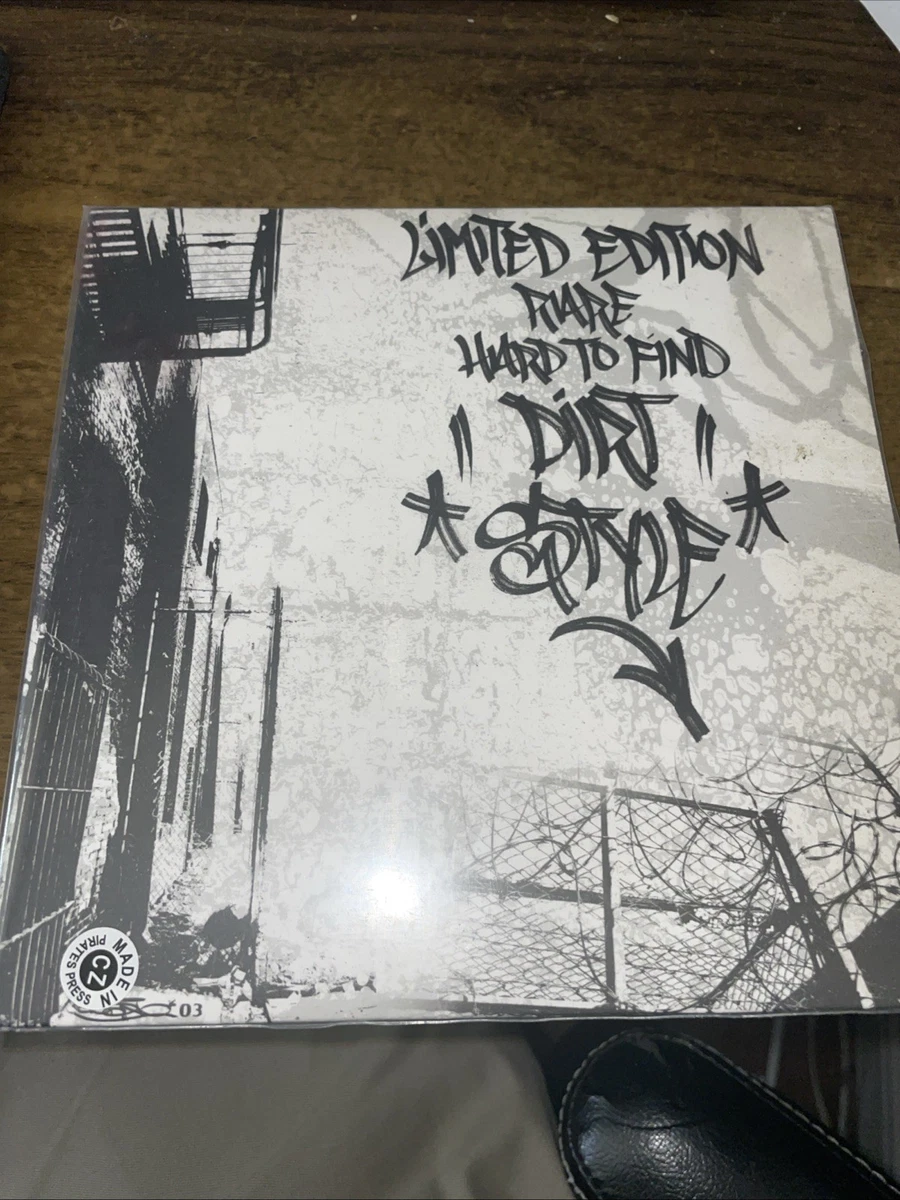 LIMITED EDITION
RARE
HARD TO FIND
"DIRT"
*STYLE*
MADE IN
CZ
PIRATES PRESS
'03